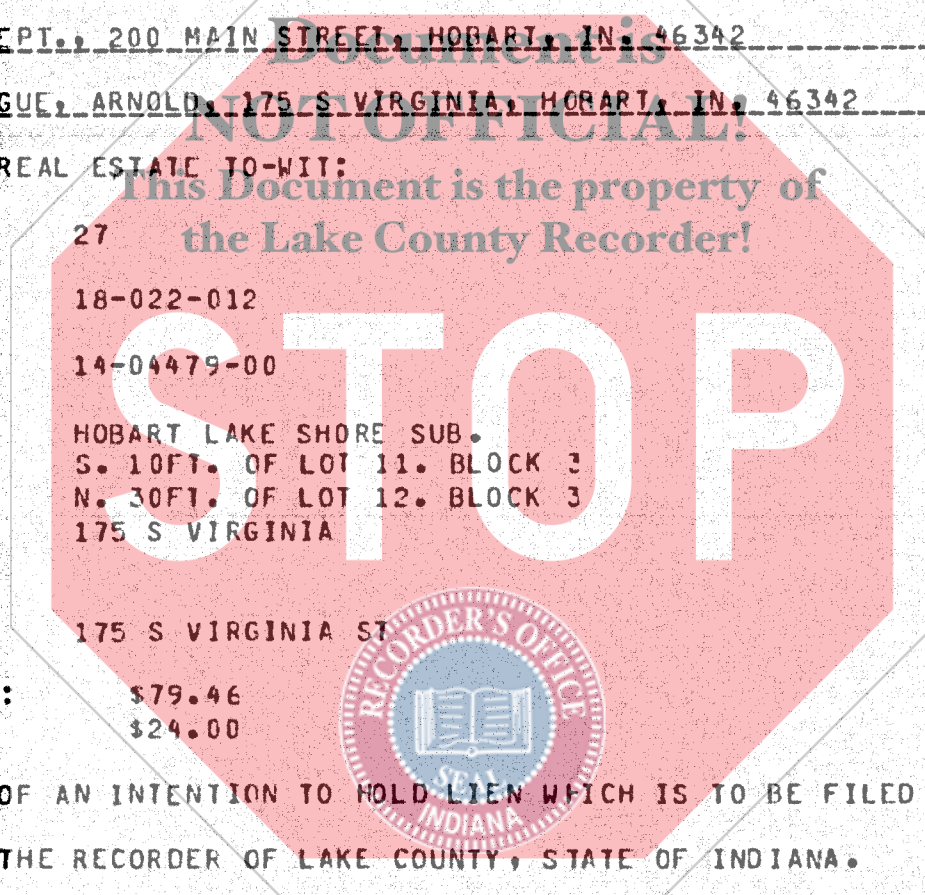 EPT., 200 MAIN STREET, HOBART, IN. 46342
Document is
GUE, ARNOLD, 175 S VIRGINIA, HOBART, IN, 46342
NOT OFFICIAL!
REAL ESTATE TO-WIT:
This Document is the property of
27
the Lake County Recorder!
18-022-012
STOP
14-04479-00
HOBART LAKE SHORE SUB.
S. 10FT. OF LOT 11. BLOCK 3
N. 30FT. OF LOT 12. BLOCK 3
175 S VIRGINIA
175 S VIRGINIA ST
RECORDER'S OFFICE
SEAL
INDIANA
: $79.46
$24.00
OF AN INTENTION TO HOLD LIEN WHICH IS TO BE FILED
THE RECORDER OF LAKE COUNTY, STATE OF INDIANA.